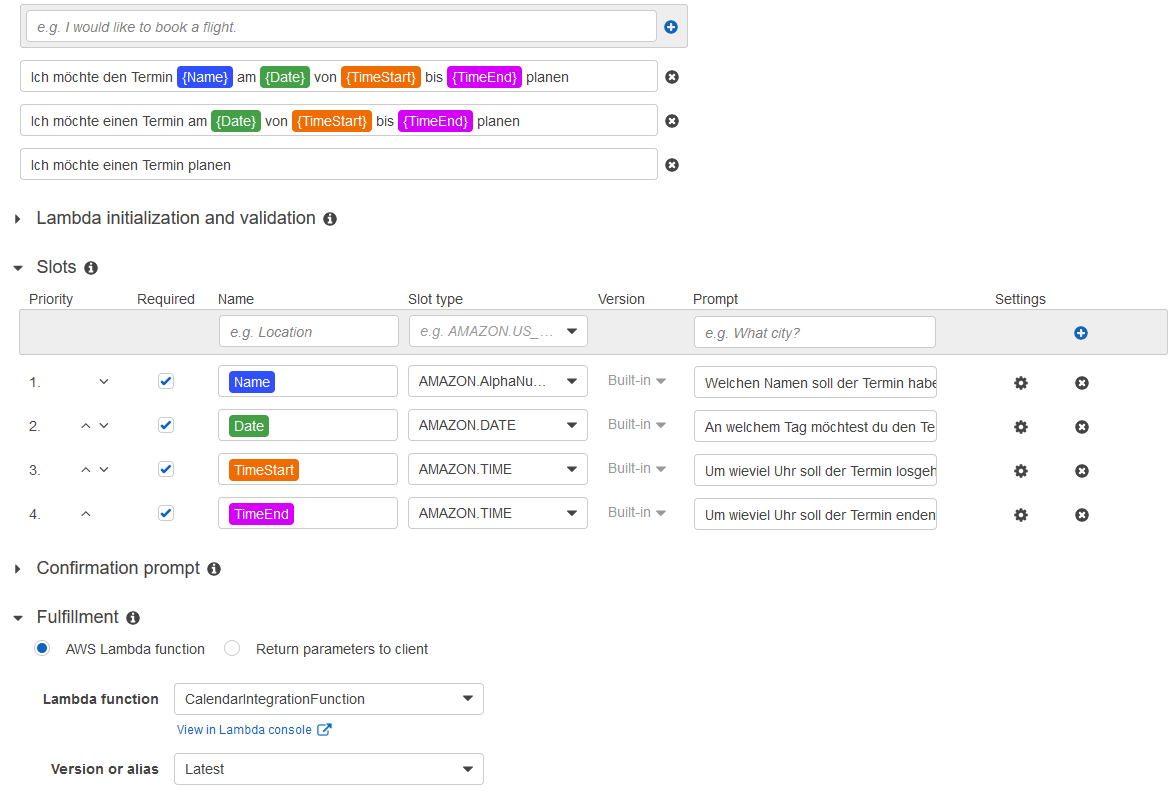 e.g. I would like to book a flight.
Ich möchte den Termin {Name} am {Date} von {TimeStart} bis {TimeEnd} planen
Ich möchte einen Termin am {Date} von {TimeStart} bis {TimeEnd} planen
Ich möchte einen Termin planen
Lambda initialization and validation
Slots
Priority Required Name Slot type Version Prompt Settings
e.g. Location e.g. AMAZON.US_... e.g. What city?
1. Name AMAZON.AlphaNu... Built-in Welchen Namen soll der Termin habe
2. Date AMAZON.DATE Built-in An welchem Tag möchtest du den Te
3. TimeStart AMAZON.TIME Built-in Um wieviel Uhr soll der Termin losgeh
4. TimeEnd AMAZON.TIME Built-in Um wieviel Uhr soll der Termin enden
Confirmation prompt
Fulfillment
AWS Lambda function Return parameters to client
Lambda function CalendarIntegrationFunction
View in Lambda console
Version or alias Latest